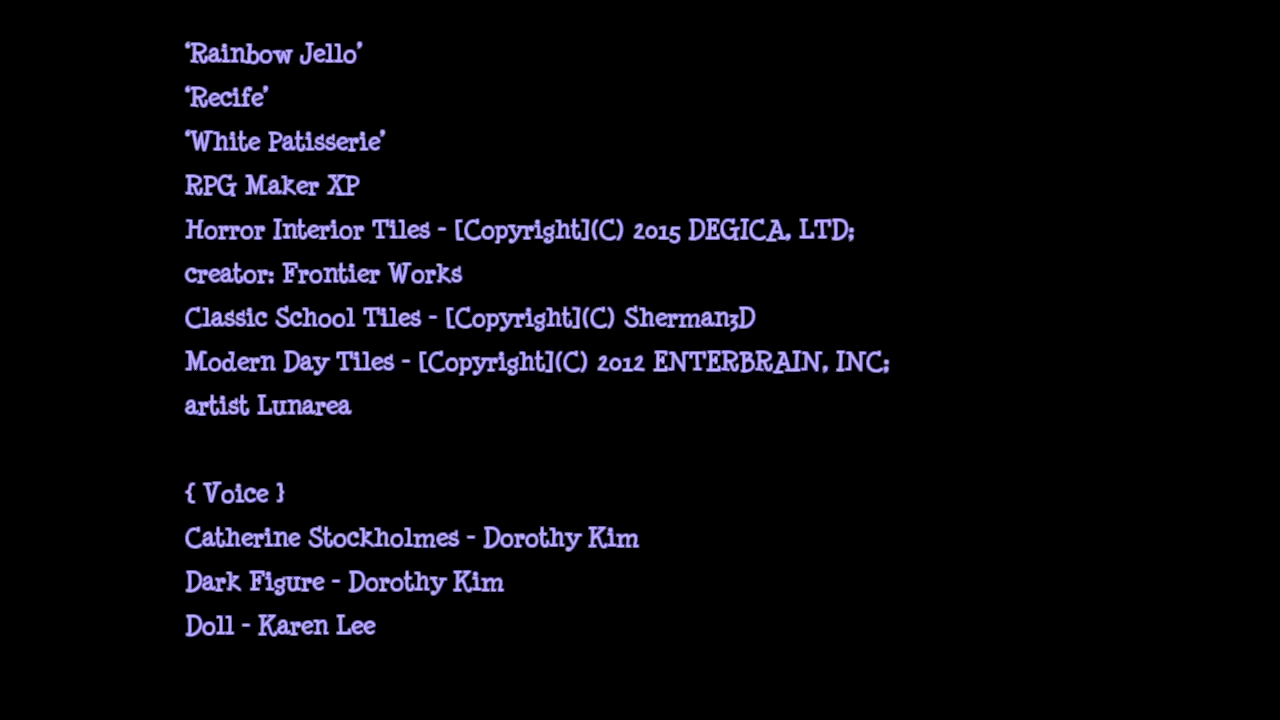 ‘Rainbow Jello’
‘Recife’
‘White Patisserie’
RPG Maker XP
Horror Interior Tiles - [Copyright](C) 2015 DEGICA, LTD;
creator: Frontier Works
Classic School Tiles - [Copyright](C) Sherman3D
Modern Day Tiles - [Copyright](C) 2012 ENTERBRAIN, INC;
artist Lunarea
{ Voice }
Catherine Stockholmes - Dorothy Kim
Dark Figure - Dorothy Kim
Doll - Karen Lee